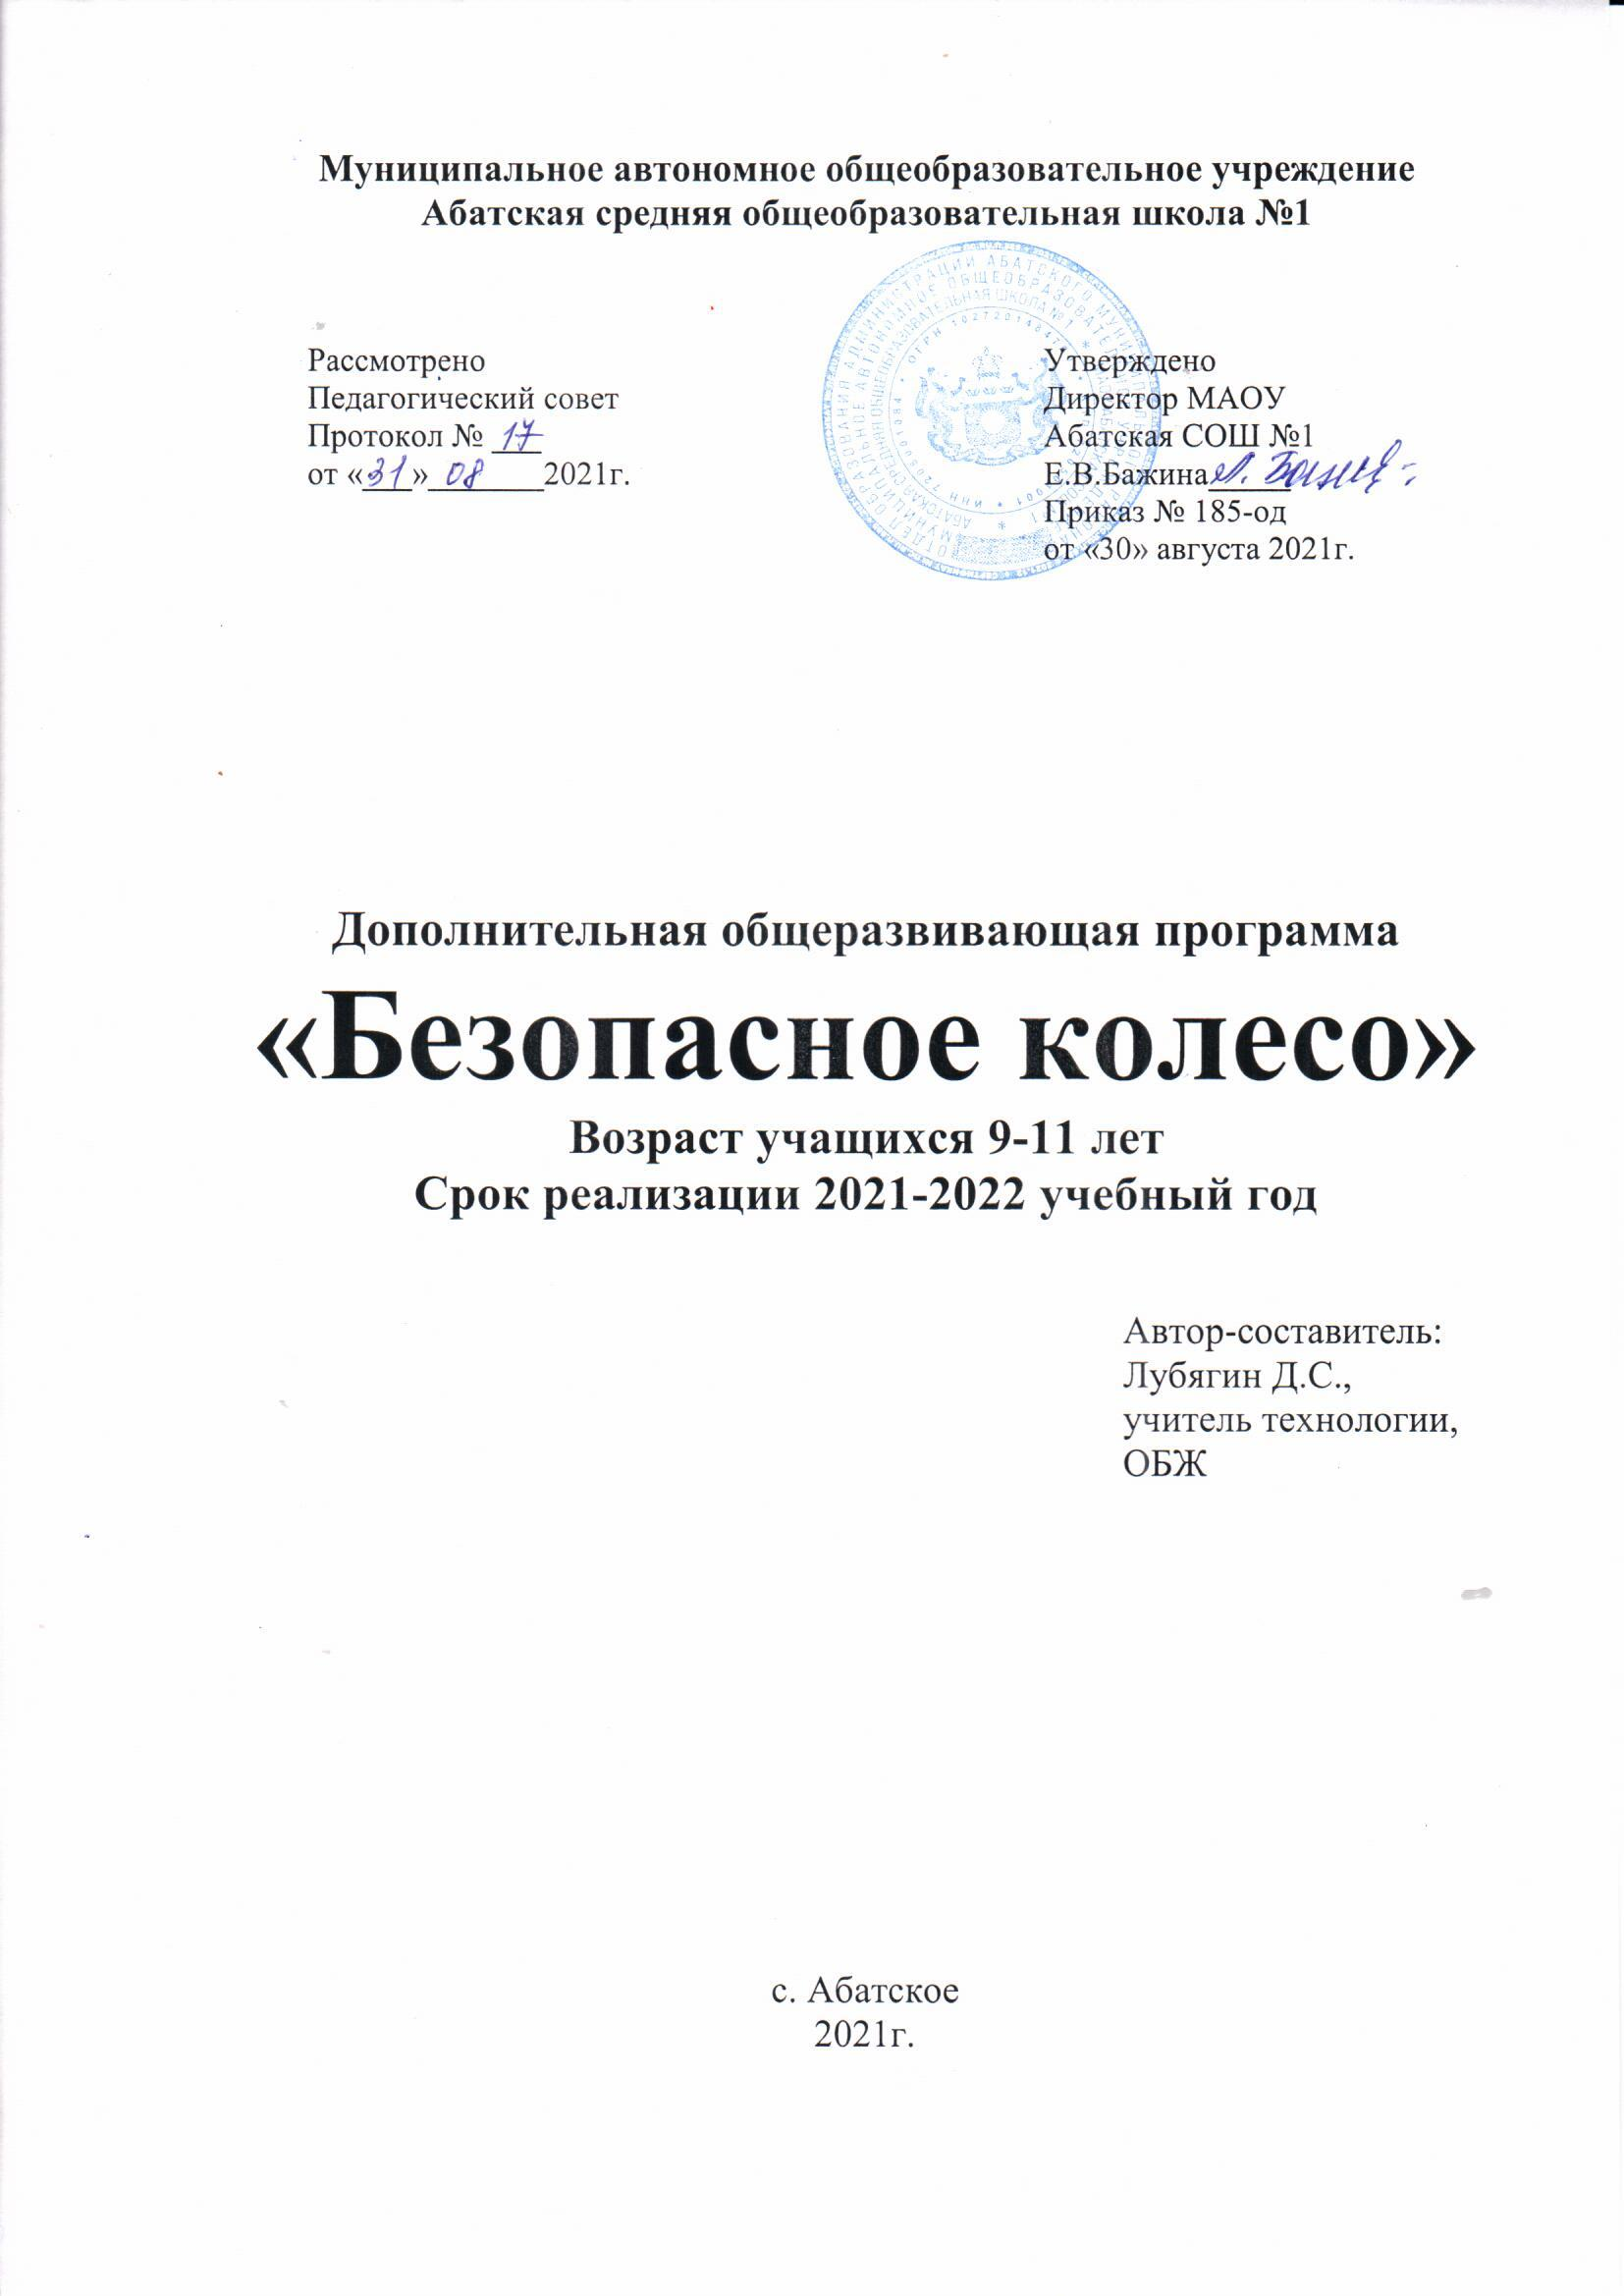 Муниципальное автономное общеобразовательное учреждение
Абатская средняя общеобразовательная школа №1
Рассмотрено
Педагогический совет
Протокол № 17
от «31» 08 2021г.
Утверждено
Директор МАОУ
Абатская СОШ №1
Е.В.Бажина
Приказ № 185-од
от «30» августа 2021г.
Дополнительная общеразвивающая программа
«Безопасное колесо»
Возраст учащихся 9-11 лет
Срок реализации 2021-2022 учебный год
Автор-составитель:
Лубягин Д.С.,
учитель технологии,
ОБЖ
с. Абатское
2021г.